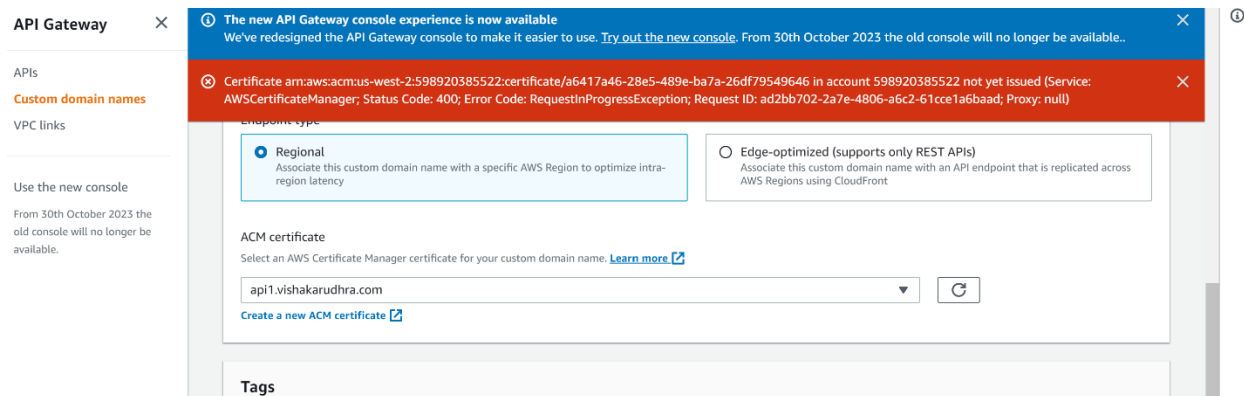 API Gateway
APIs
Custom domain names
VPC links
Use the new console
From 30th October 2023 the
old console will no longer be
available.
The new API Gateway console experience is now available
We've redesigned the API Gateway console to make it easier to use. Try out the new console. From 30th October 2023 the old console will no longer be available..
Certificate arn:aws:acm:us-west-2:598920385522:certificate/a6417a46-28e5-489e-ba7a-26df79549646 in account 598920385522 not yet issued (Service:
AWSCertificateManager; Status Code: 400; Error Code: RequestInProgressException; Request ID: ad2bb702-2a7e-4806-a6c2-61cce1a6baad; Proxy: null)
Endpoint type
Regional
Associate this custom domain name with a specific AWS Region to optimize intra-
region latency
Edge-optimized (supports only REST APIs)
Associate this custom domain name with an API endpoint that is replicated across
AWS Regions using CloudFront
ACM certificate
Select an AWS Certificate Manager certificate for your custom domain name. Learn more
api1.vishakarudhra.com
Create a new ACM certificate
Tags